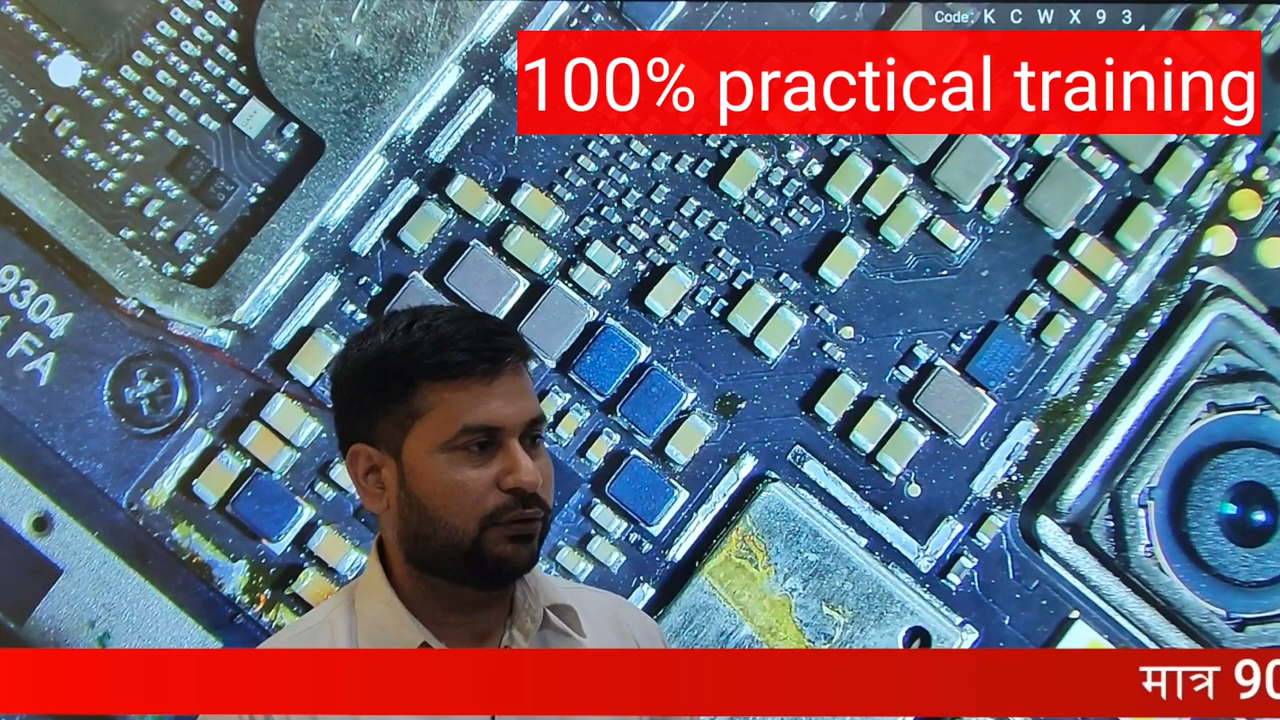 Code: K C W X 9 3
100% practical training
9304
FA
मात्र 90